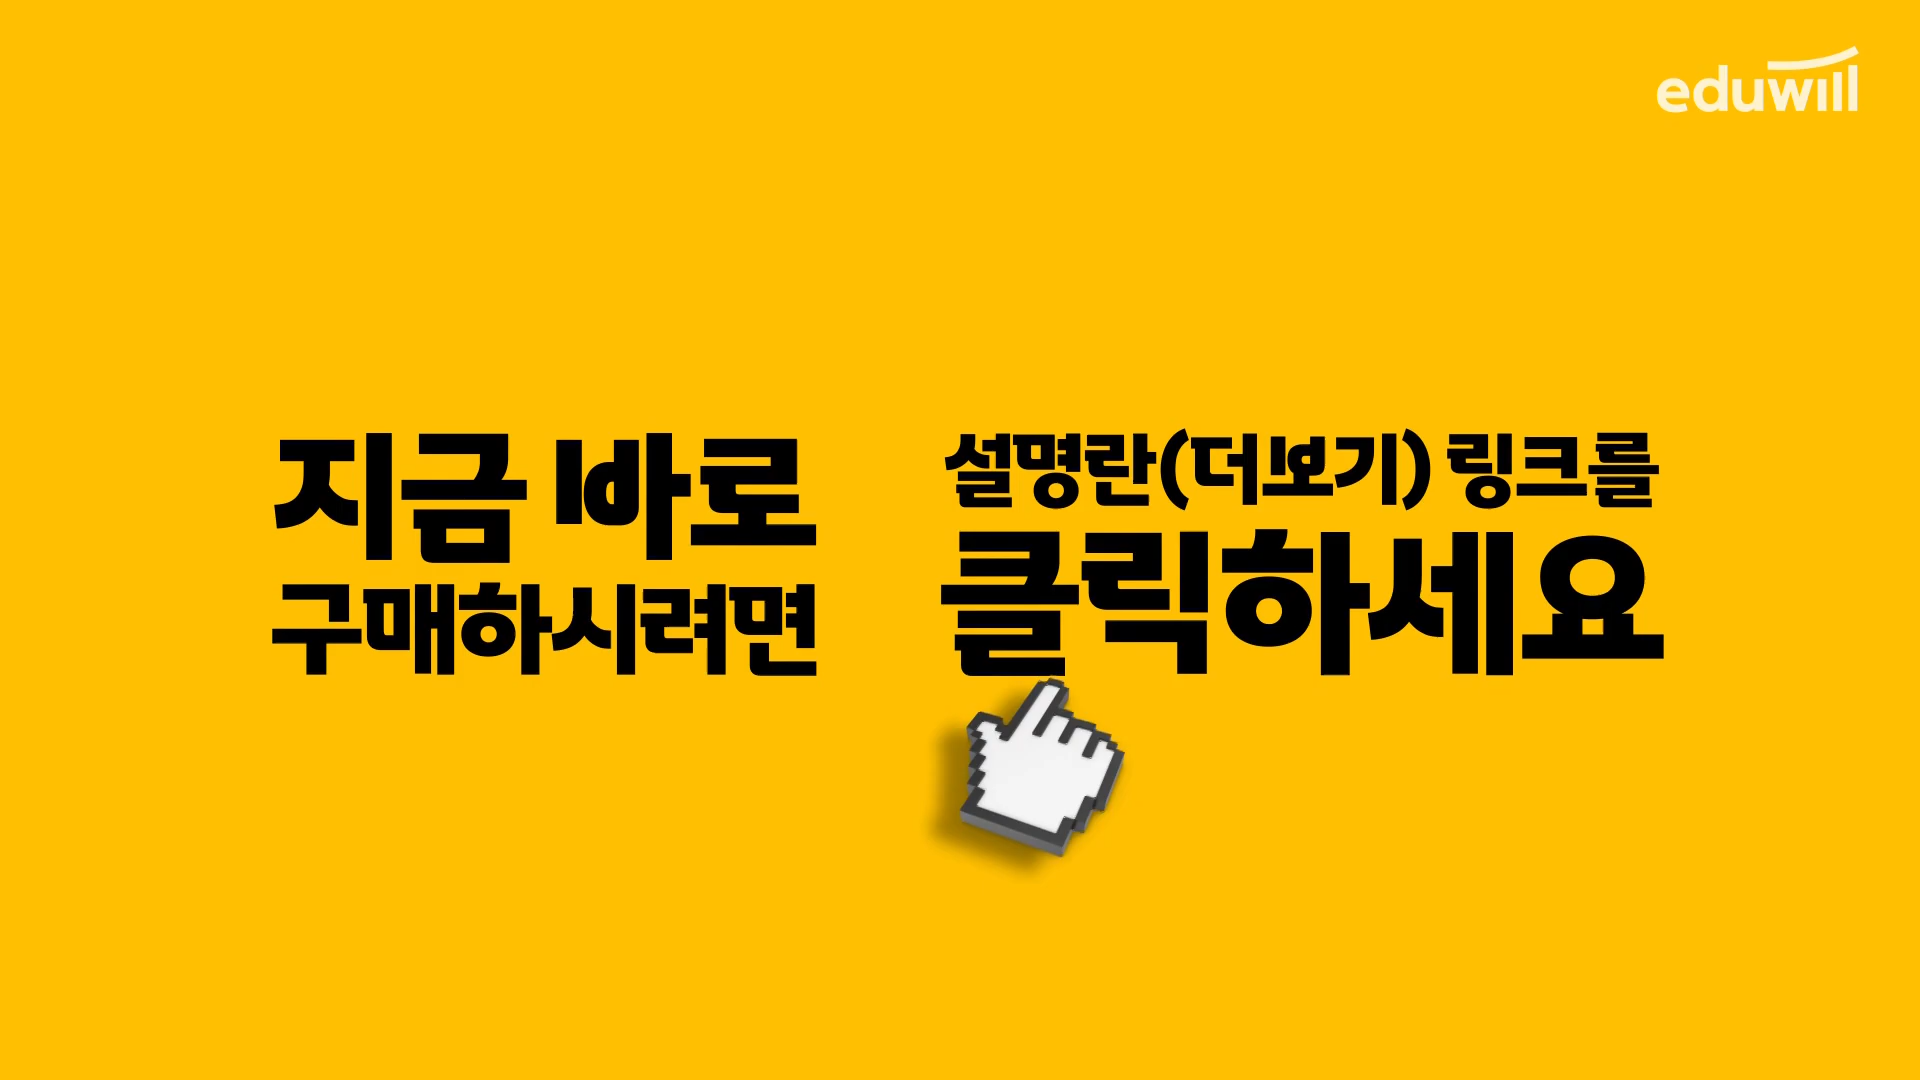 eduwill
지금 바로
구매하시려면
설명란(더보기) 링크를
클릭하세요